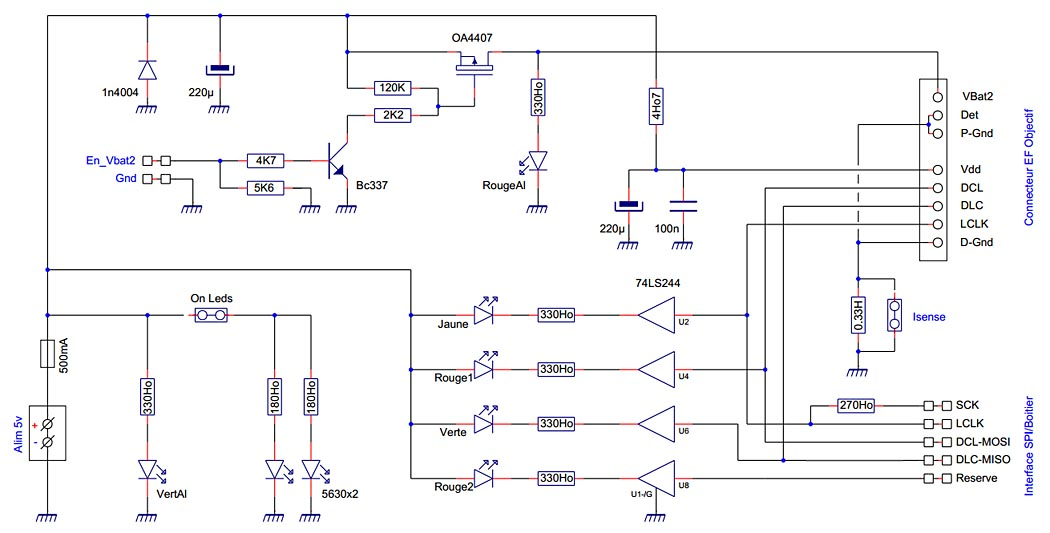 OA4407
1n4004
220µ
120K
2K2
330Ho
4Ho7
VBat2
Det
P-Gnd
En_Vbat2
4K7
Gnd
5K6
Bc337
RougeAl
220µ
100n
Vdd
DCL
DLC
LCLK
D-Gnd
Connecteur EF Objectif
74LS244
On Leds
Jaune
330Ho
U2
0.33H
Isense
500mA
Rouge1
330Ho
U4
330Ho
180Ho
180Ho
270Ho
SCK
LCLK
DCL-MOSI
DLC-MISO
Reserve
Interface SPI/Boitier
Alim 5v
+
-
Verte
330Ho
U6
VertAl
5630x2
Rouge2
330Ho
U8
U1-/G